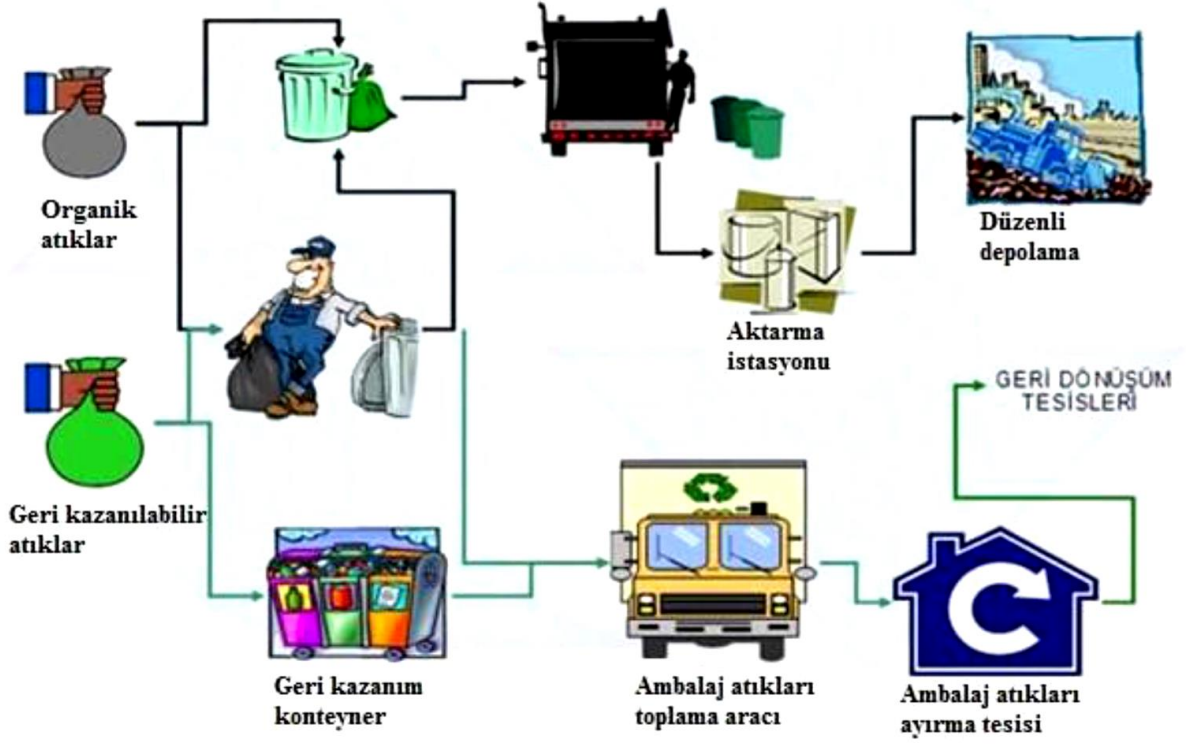 Organik
atıklar
Düzenli
depolama
Aktarma
istasyonu
GERİ DÖNÜŞÜM
TESİSLERİ
Geri kazanılabilir
atıklar
Geri kazanım
konteyner
Ambalaj atıkları
toplama aracı
Ambalaj atıkları
ayırma tesisi